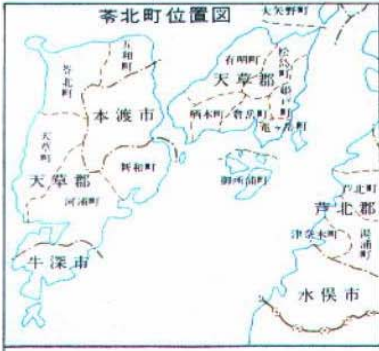 苓北町位置図
大矢野町
五和町
苓北町
有明町
松島町
姫戸町
天草郡
本渡市
栖本町
倉岳町
龍ヶ岳町
天草町
新和町
御所浦町
天草郡
河浦町
芦北町
芦北郡
津奈木町
湯浦町
牛深市
水俣市